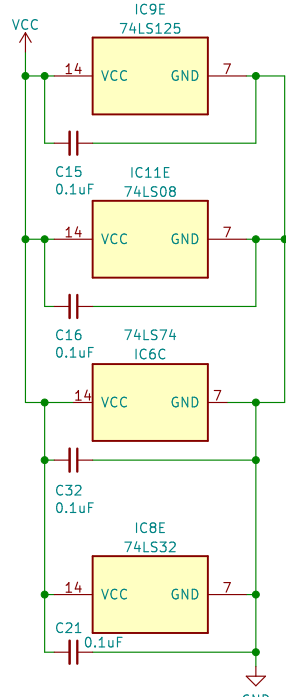 VCC
IC9E
74LS125
14 VCC GND 7
C15
0.1uF
IC11E
74LS08
14 VCC GND 7
C16
0.1uF
74LS74
IC6C
14 VCC GND 7
C32
0.1uF
IC8E
74LS32
14 VCC GND 7
C21 0.1uF
GND